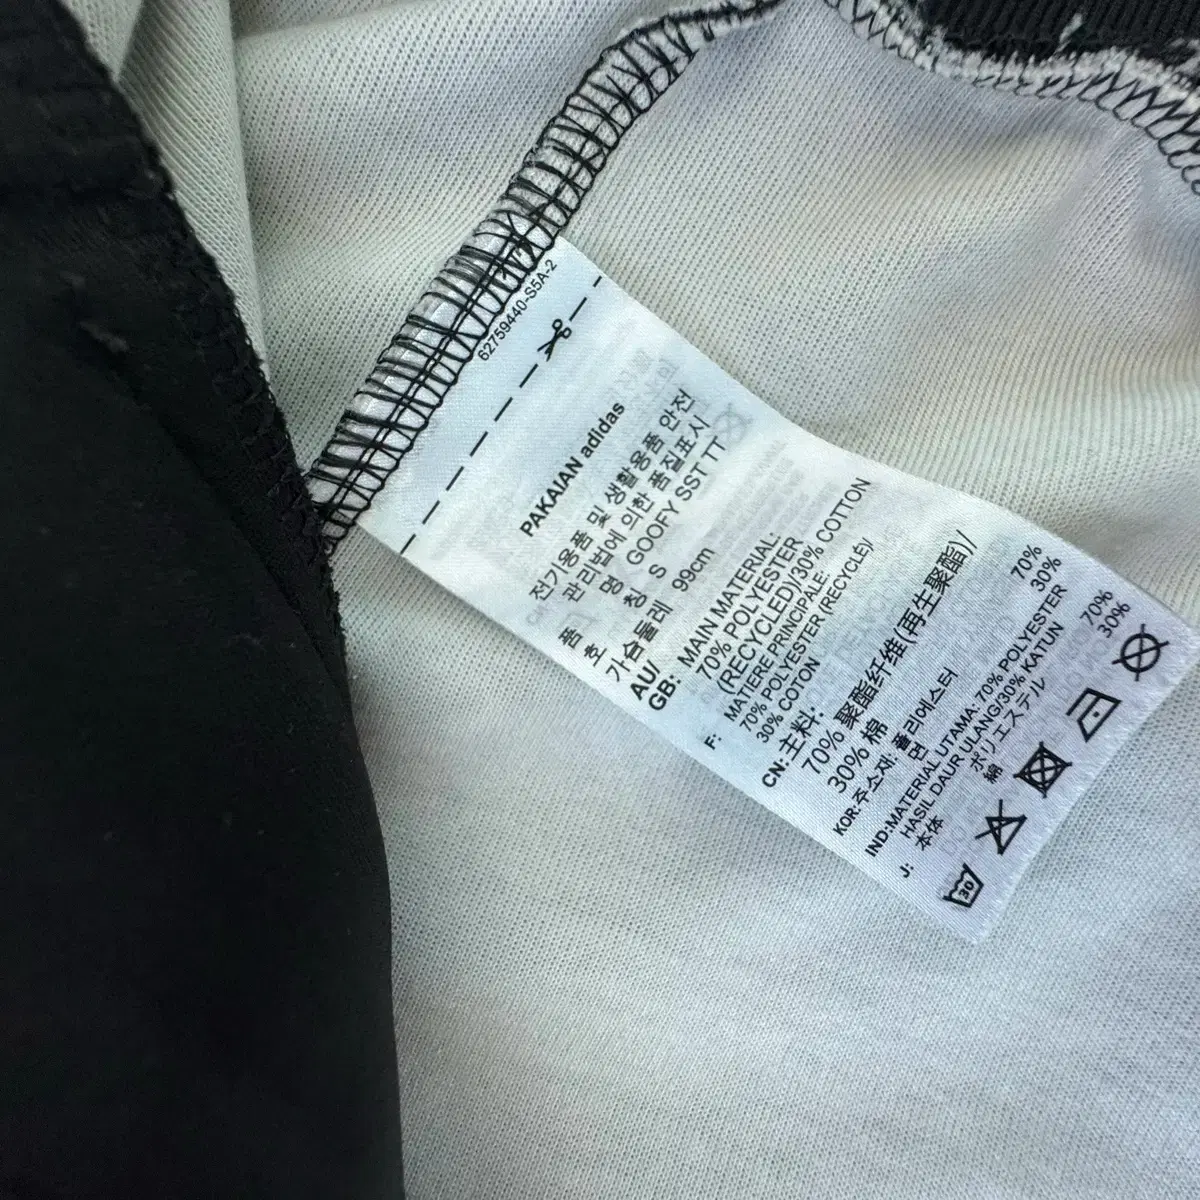 62759440-S5A-2
PAKAIAN adidas
전기용품 및 생활용품 안전
관리법에 의한 품질표시
품 명 GOOFY SST TT
호 칭 S
가슴둘레 99cm
AU/
GB: MAIN MATERIAL:
70% POLYESTER
(RECYCLED)/30% COTTON
F: MATIERE PRINCIPALE:
70% POLYESTER (RECYCLE)/
30% COTON
CN:主料:
70% 聚酯纤维(再生聚酯)/
30% 棉
KOR:주소재: 폴리에스터 70%
면 30%
IND:MATERIAL UTAMA:70% POLYESTER
HASIL DAUR ULANG/30% KATUN
J: 本体 ポリエステル 70%
綿 30%
30